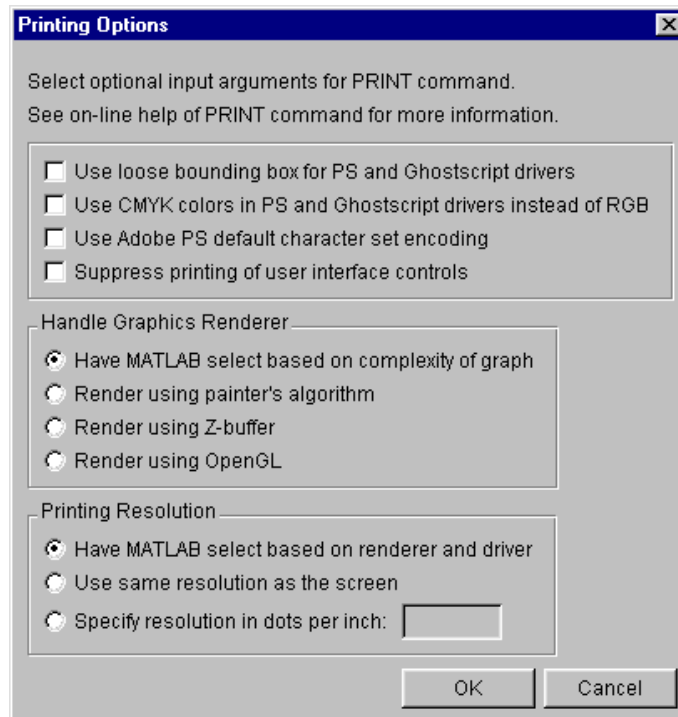 Printing Options
Select optional input arguments for PRINT command.
See on-line help of PRINT command for more information.
Use loose bounding box for PS and Ghostscript drivers
Use CMYK colors in PS and Ghostscript drivers instead of RGB
Use Adobe PS default character set encoding
Suppress printing of user interface controls
Handle Graphics Renderer
Have MATLAB select based on complexity of graph
Render using painter's algorithm
Render using Z-buffer
Render using OpenGL
Printing Resolution
Have MATLAB select based on renderer and driver
Use same resolution as the screen
Specify resolution in dots per inch:
OK Cancel